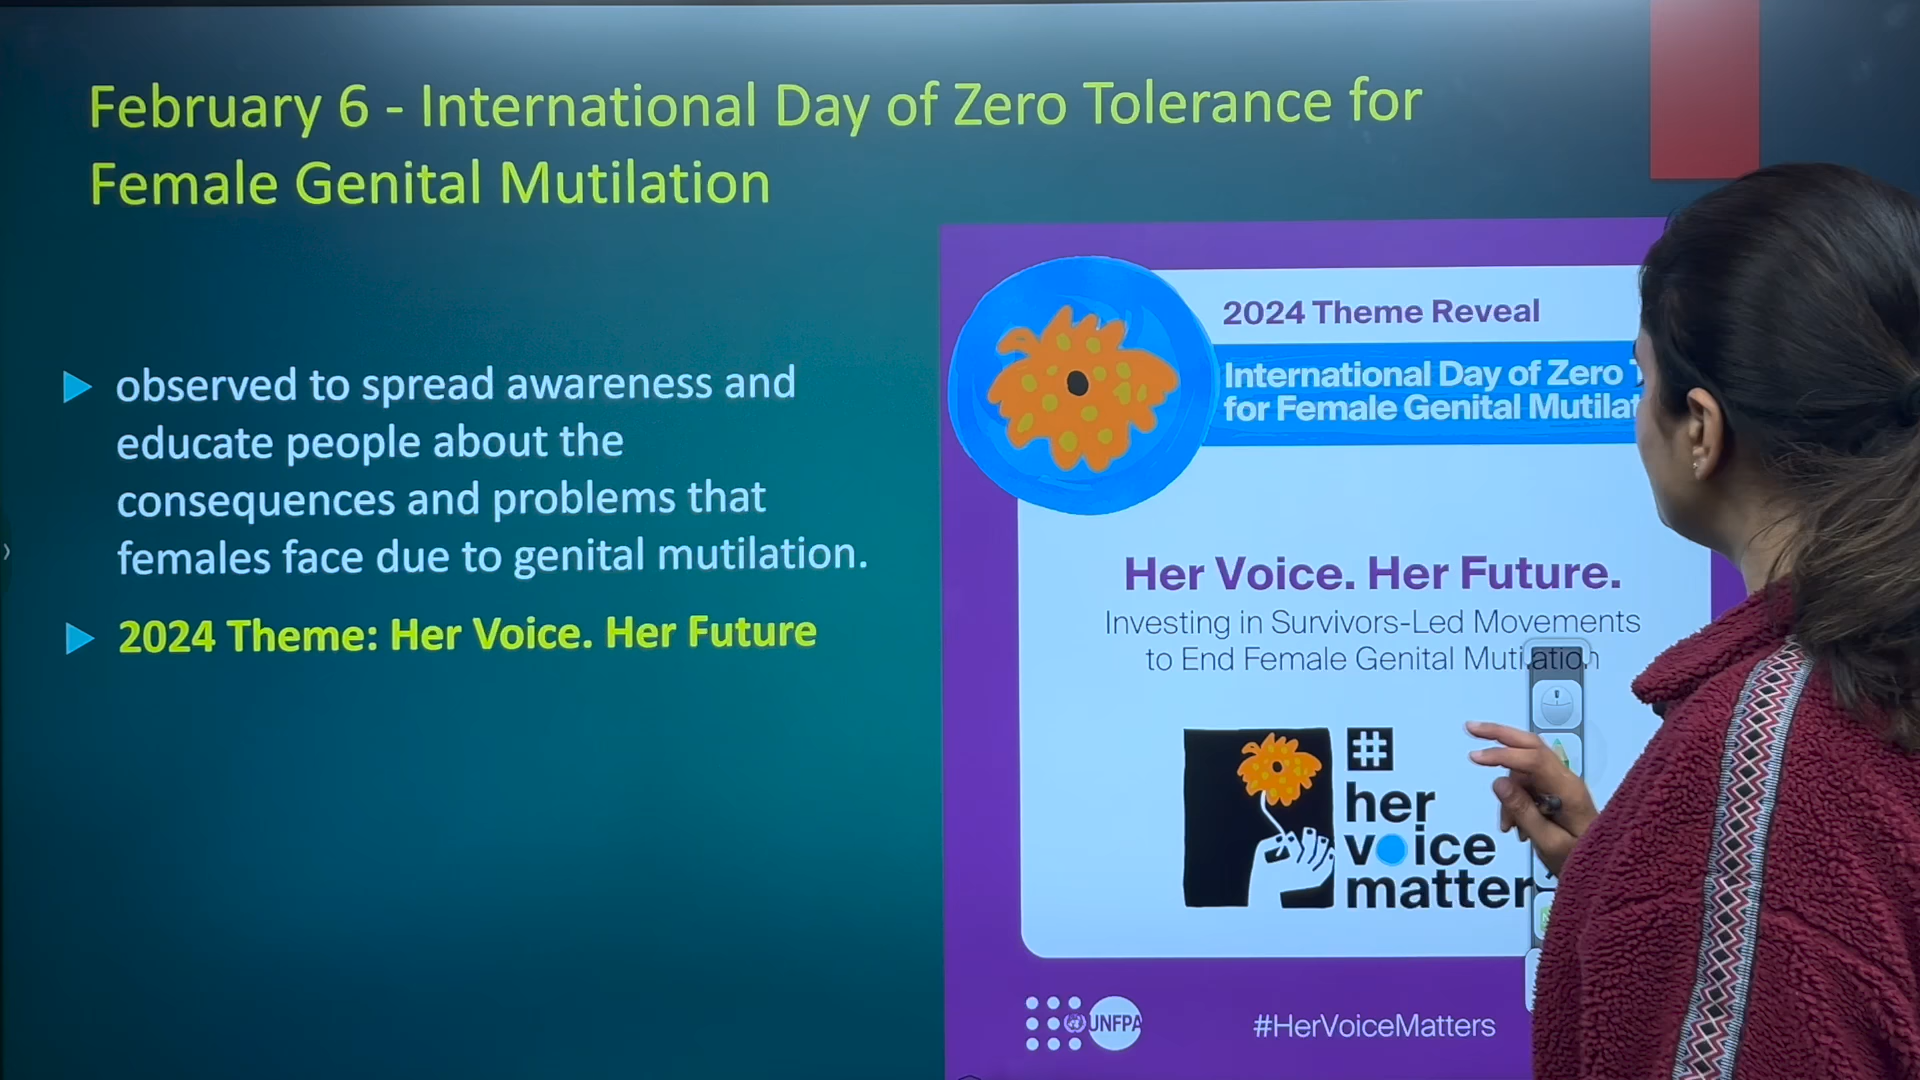 February 6 - International Day of Zero Tolerance for
Female Genital Mutilation
observed to spread awareness and
educate people about the
consequences and problems that
females face due to genital mutilation.
2024 Theme: Her Voice. Her Future
2024 Theme Reveal
International Day of Zero
for Female Genital
Her Voice. Her Future.
Investing in Survivors-Led Movements
to End Female Genital Mutilation
#
her
voice
matter
UNFPA
#HerVoiceMatters